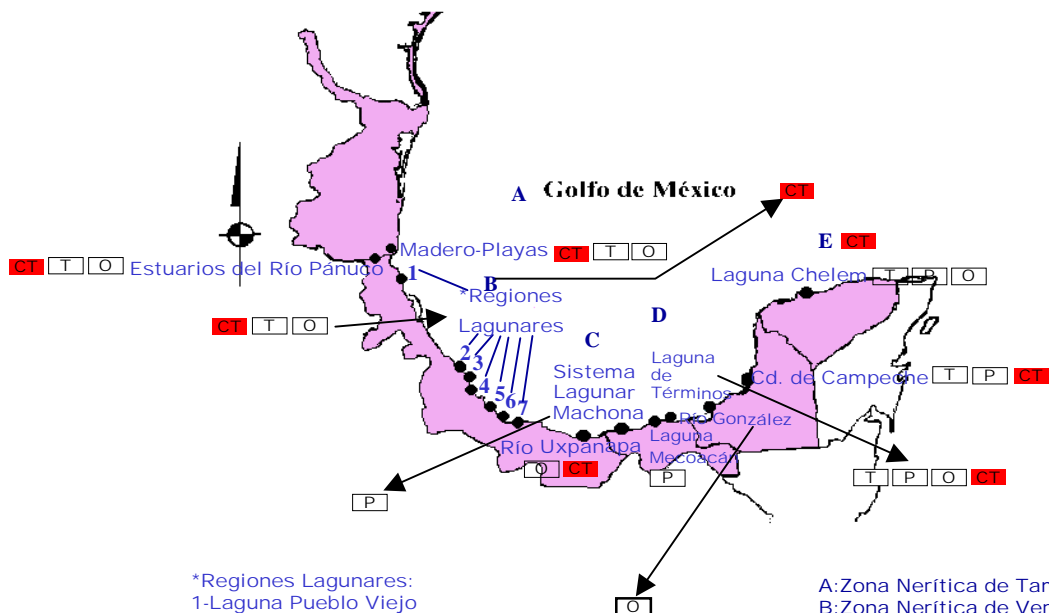 A Golfo de México CT
E CT
Madero-Playas CT T O
CT T O Estuarios del Río Pánuco
Laguna Chelem T P O
1 B
*Regiones
Lagunares
CT T O
D
C
2
3
4
5
6
7
Sistema
Lagunar
Machona
Laguna
de
Términos
Cd. de Campeche T P CT
Río González
Río Uxpanapa
O CT
Laguna
Mecoacán
P
T P O CT
P
O
*Regiones Lagunares:
1-Laguna Pueblo Viejo
A:Zona Nerítica de Tam
B:Zona Nerítica de Ver